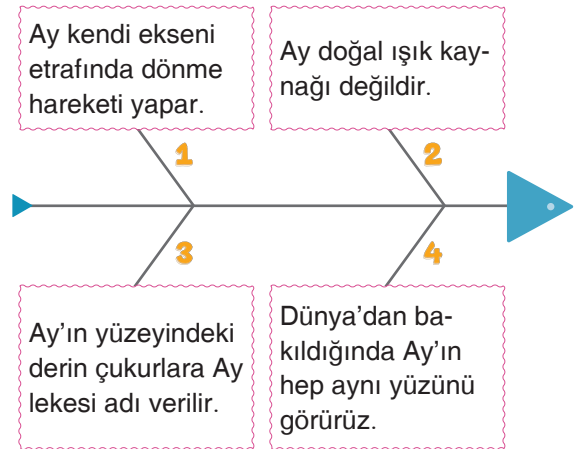 Ay kendi ekseni
etrafında dönme
hareketi yapar.
Ay doğal ışık kay-
nağı değildir.
1
2
3
4
Ay'ın yüzeyindeki
derin çukurlara Ay
lekesi adı verilir.
Dünya'dan ba-
kıldığında Ay'ın
hep aynı yüzünü
görürüz.